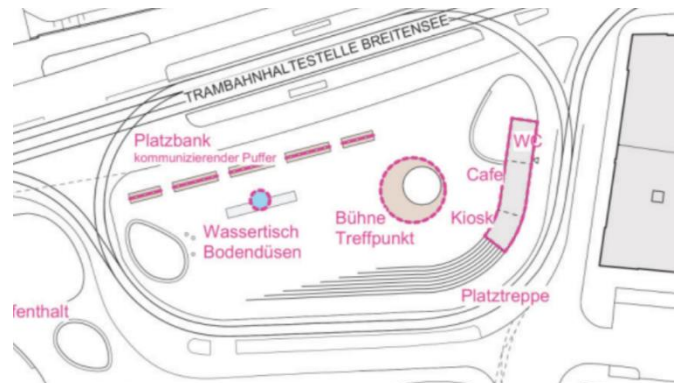 TRAMBAHNHALTESTELLE BREITENSEE
Platzbank
kommunizierender Puffer
WC
Cafe
Wassertisch
Bodendüsen
Bühne
Treffpunkt
Kiosk
Platztreppe
fenthalt